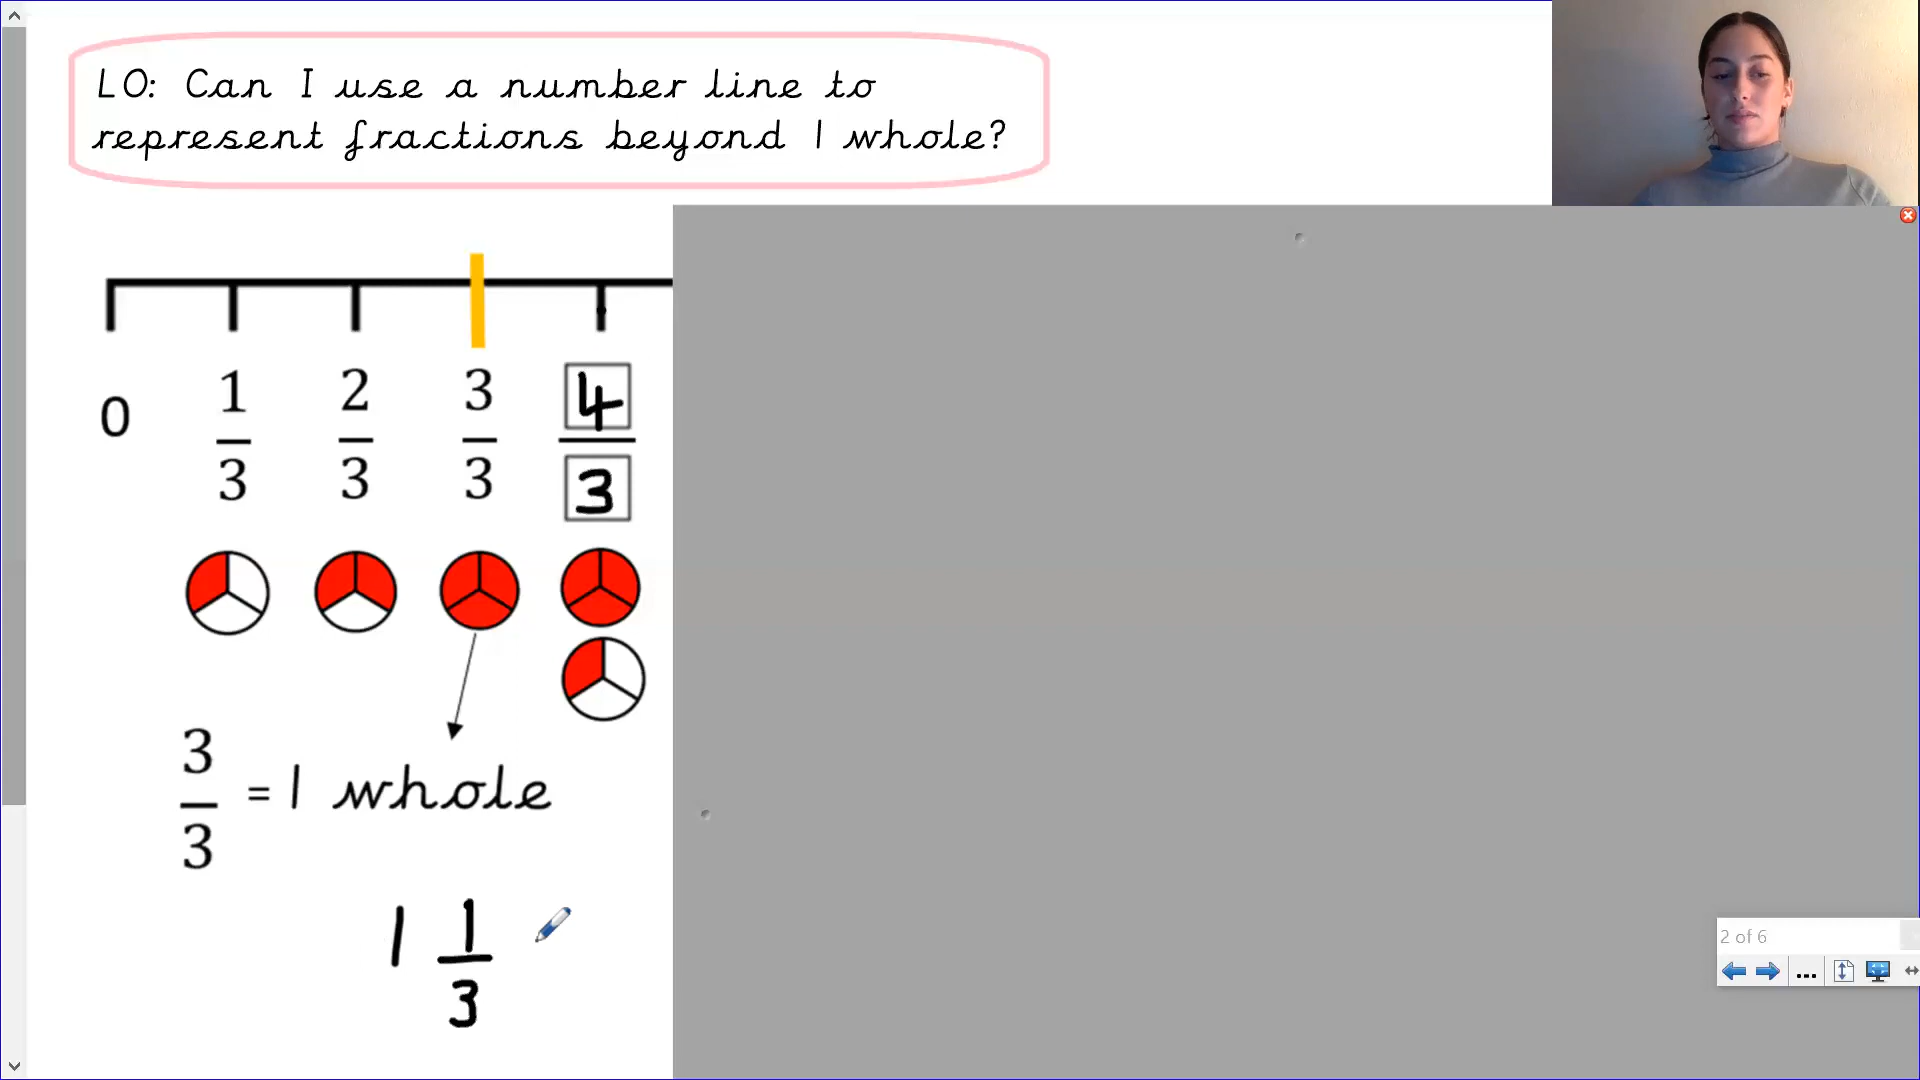 LO: Can I use a number line to
represent fractions beyond 1 whole?
0 1/3 2/3 3/3 4/3
3/3 = 1 whole
1 1/3
2 of 6